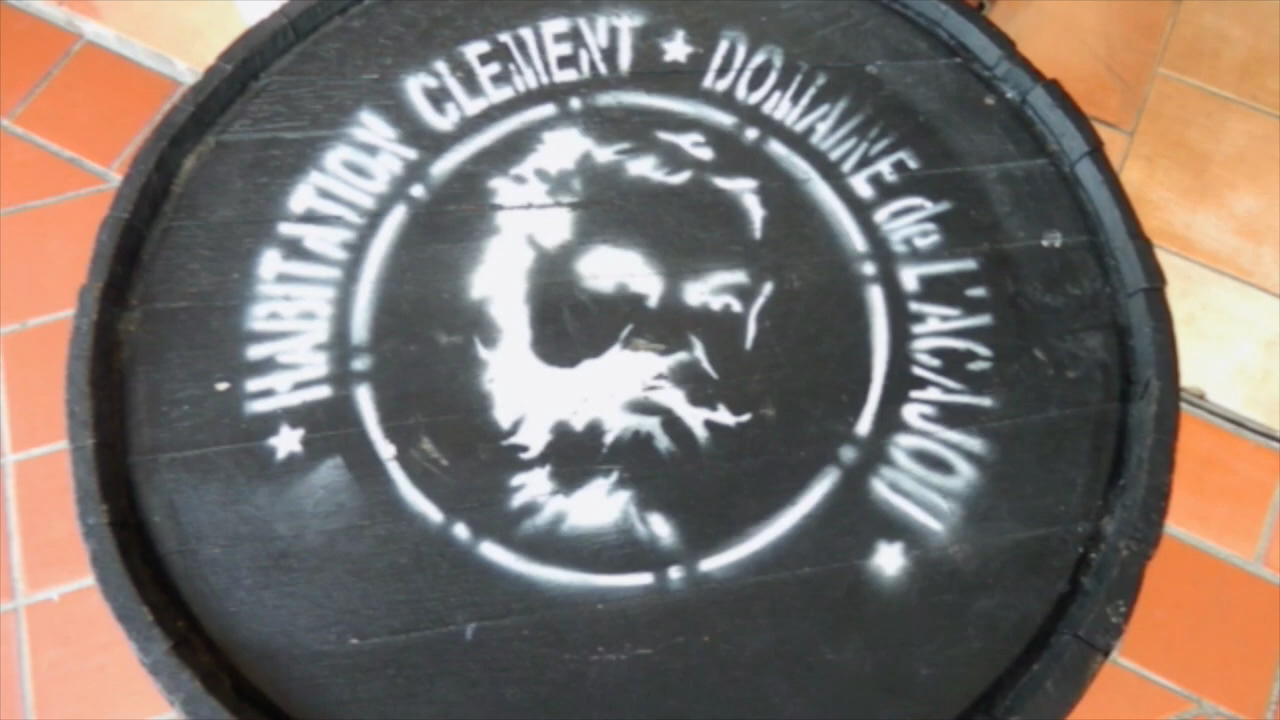 ★ HABITATION CLEMENT ★ DOMAINE de L'ACAJOU ★